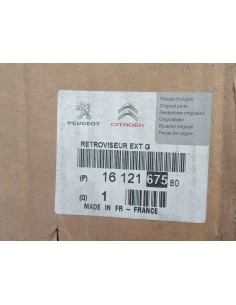 Pièces d'origine
Original parts
Recambios originales
Originalteile
Ricambi originali
Peças de origem
PEUGEOT
CITROËN
RETROVISEUR EXT G
(P) 16 121 675 80
(Q) 1
MADE IN FR - FRANCE